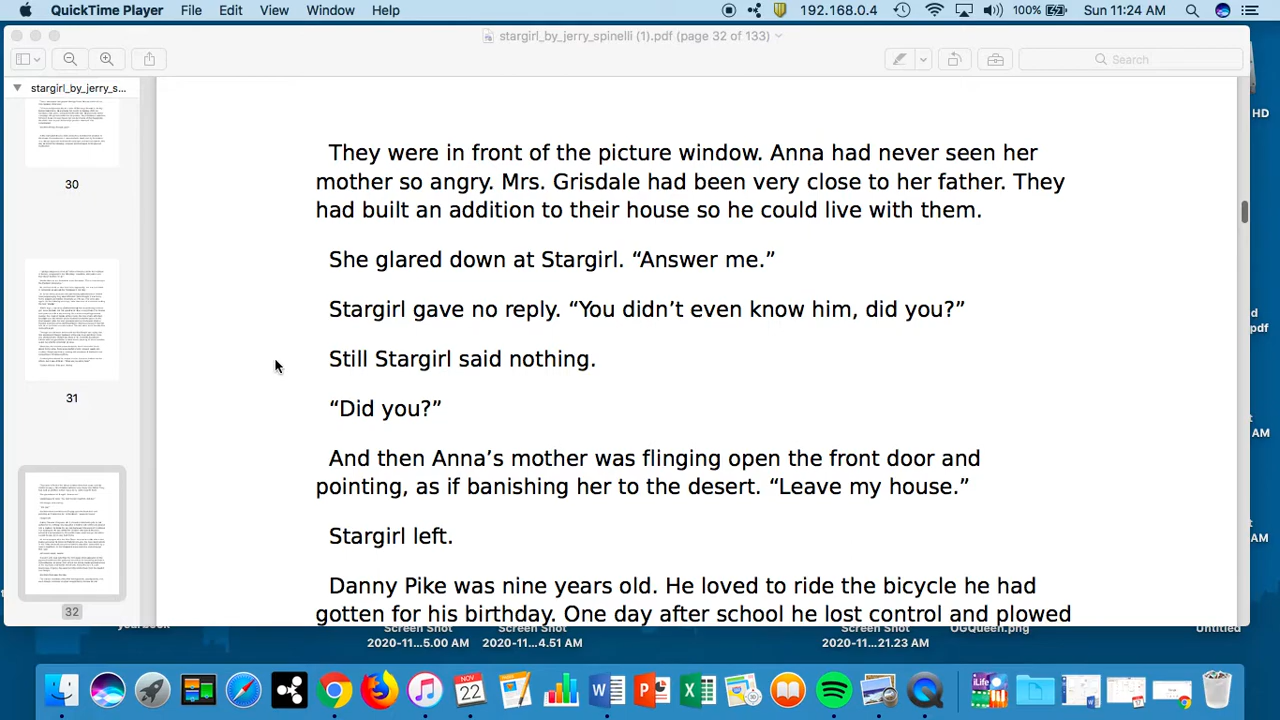 QuickTime Player File Edit View Window Help 192.168.0.4 100% Sun 11:24 AM
stargirl_by_jerry_spinelli (1).pdf (page 32 of 133)
Search
stargirl_by_jerry_s...
30
31
32
They were in front of the picture window. Anna had never seen her
mother so angry. Mrs. Grisdale had been very close to her father. They
had built an addition to their house so he could live with them.
She glared down at Stargirl. “Answer me.”
Stargirl gave no reply. “You didn’t even know him, did you?”
Still Stargirl said nothing.
“Did you?”
And then Anna’s mother was flinging open the front door and
pointing, as if banishing her to the desert. “Leave my house.”
Stargirl left.
Danny Pike was nine years old. He loved to ride the bicycle he had
gotten for his birthday. One day after school he lost control and plowed
HD
yearbook
Screen Shot
2020-11...5.00 AM
Screen Shot
2020-11...4.51 AM
Screen Shot
2020-11...21.23 AM
OGQueen.png
Untitled
NOV
22